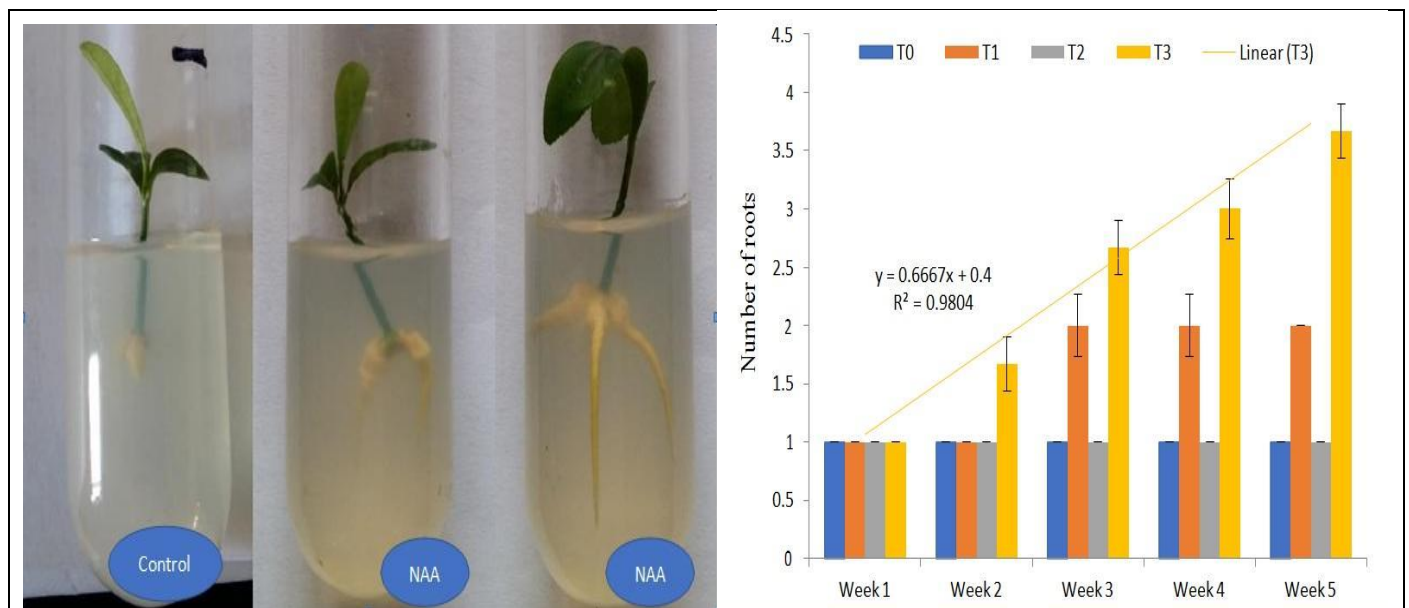 Control
NAA
NAA
T0 T1 T2 T3 Linear (T3)
Number of roots
4.5
4
3.5
3
2.5
2
1.5
1
0.5
0
y = 0.6667x + 0.4
R² = 0.9804
Week 1 Week 2 Week 3 Week 4 Week 5